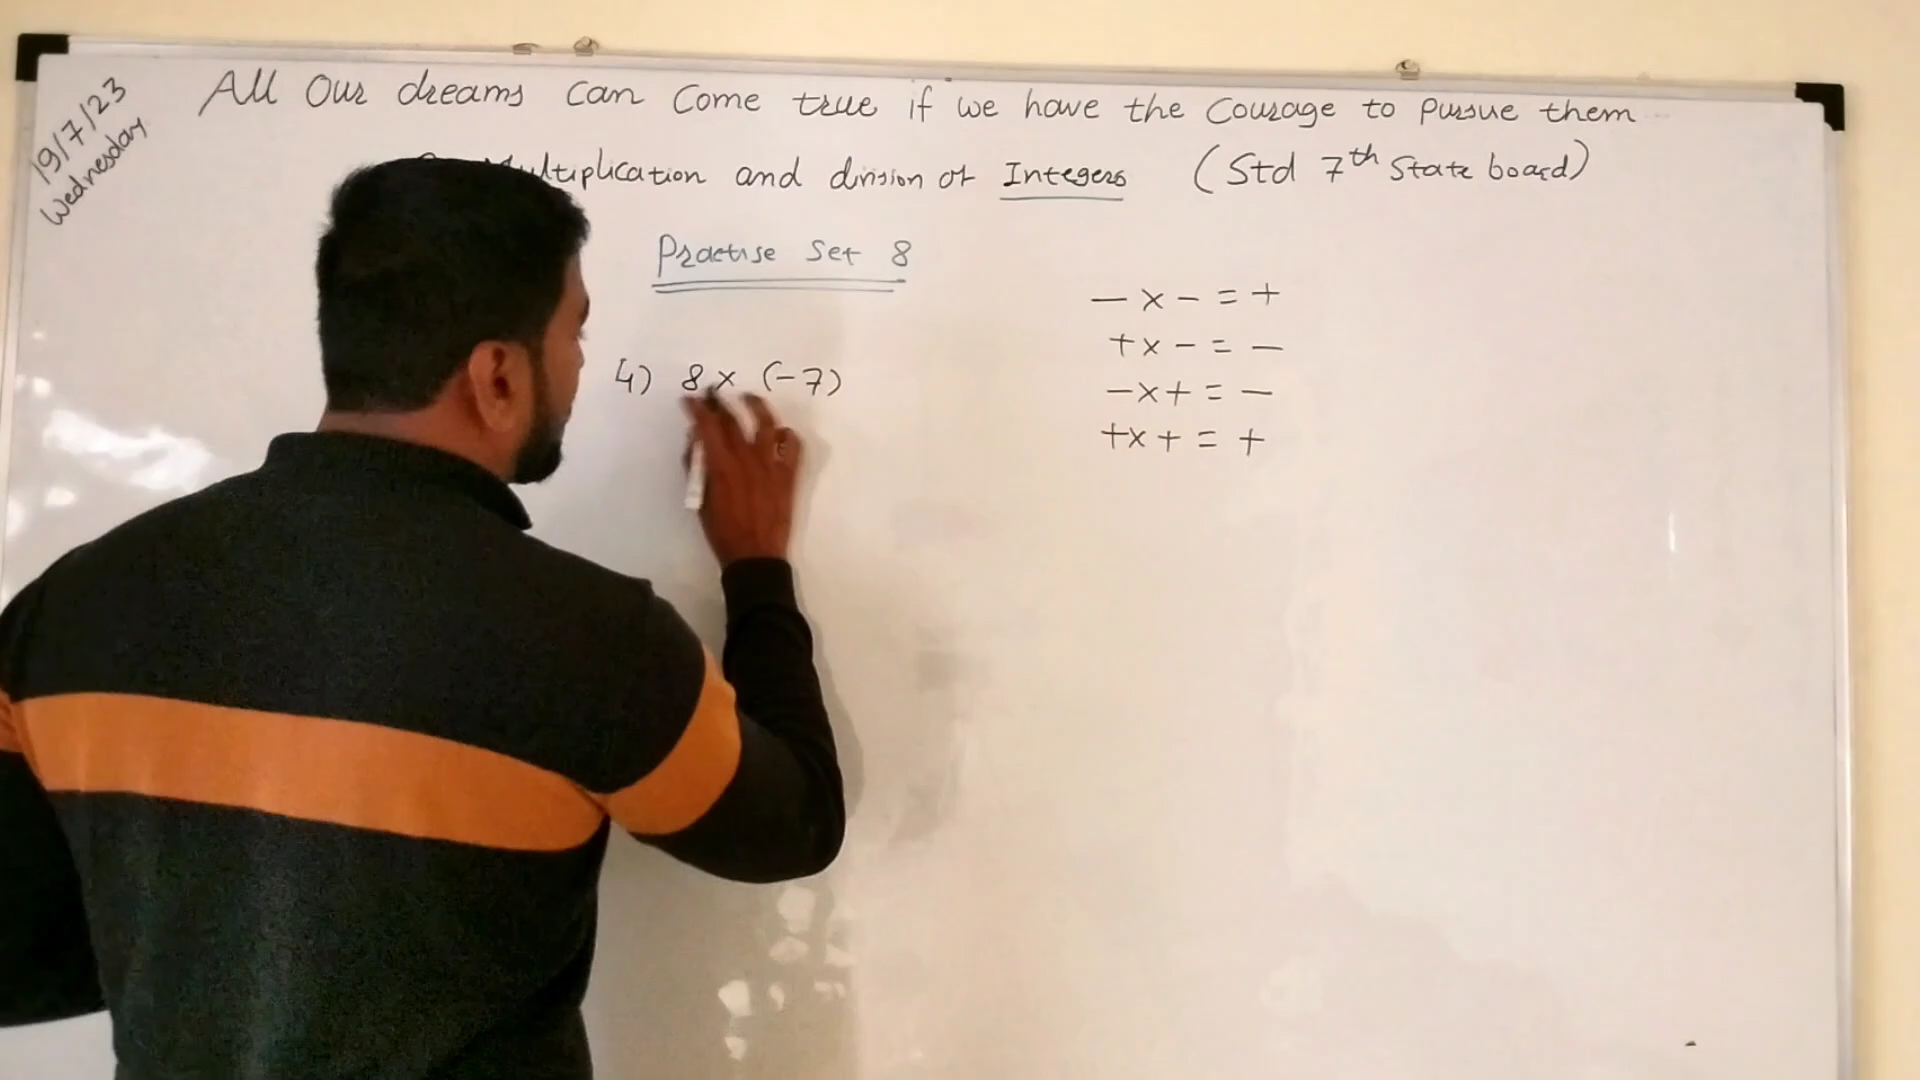 19/7/23
Wednesday
All Our dreams can Come true if we have the Courage to pursue them
Multiplication and division of Integers (Std 7th State board)
Practise Set 8
4) 8 x (-7)
- x - = +
+ x - = -
- x + = -
+ x + = +